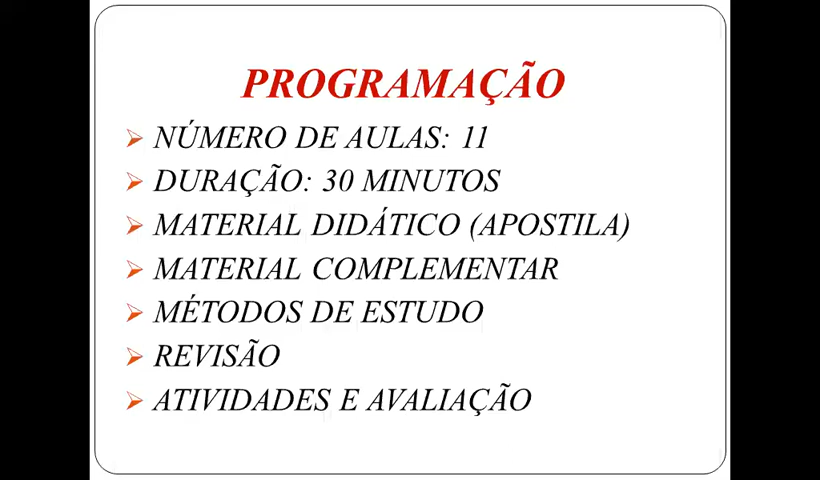 PROGRAMAÇÃO
NÚMERO DE AULAS: 11
DURAÇÃO: 30 MINUTOS
MATERIAL DIDÁTICO (APOSTILA)
MATERIAL COMPLEMENTAR
MÉTODOS DE ESTUDO
REVISÃO
ATIVIDADES E AVALIAÇÃO